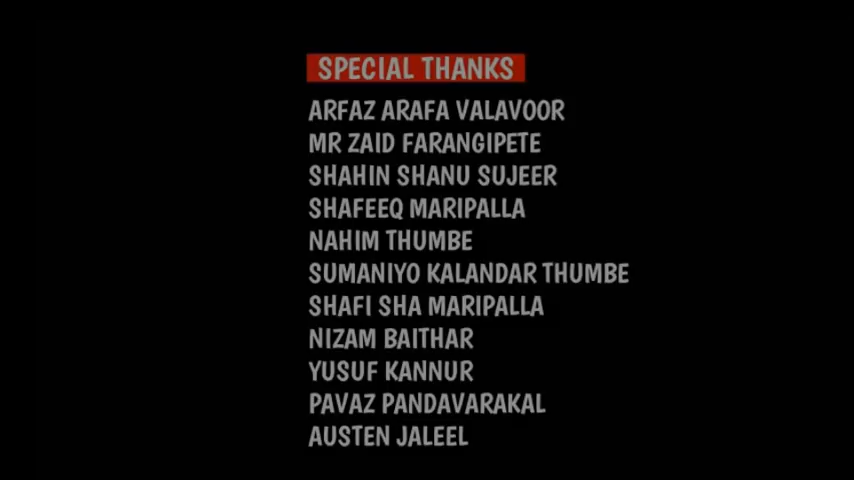 SPECIAL THANKS
ARFAZ ARAFA VALAVOOR
MR ZAID FARANGIPETE
SHAHIN SHANU SUJEER
SHAFEEQ MARIPALLA
NAHIM THUMBE
SUMANIYO KALANDAR THUMBE
SHAFI SHA MARIPALLA
NIZAM BAITHAR
YUSUF KANNUR
PAVAZ PANDAVARAKAL
AUSTEN JALEEL